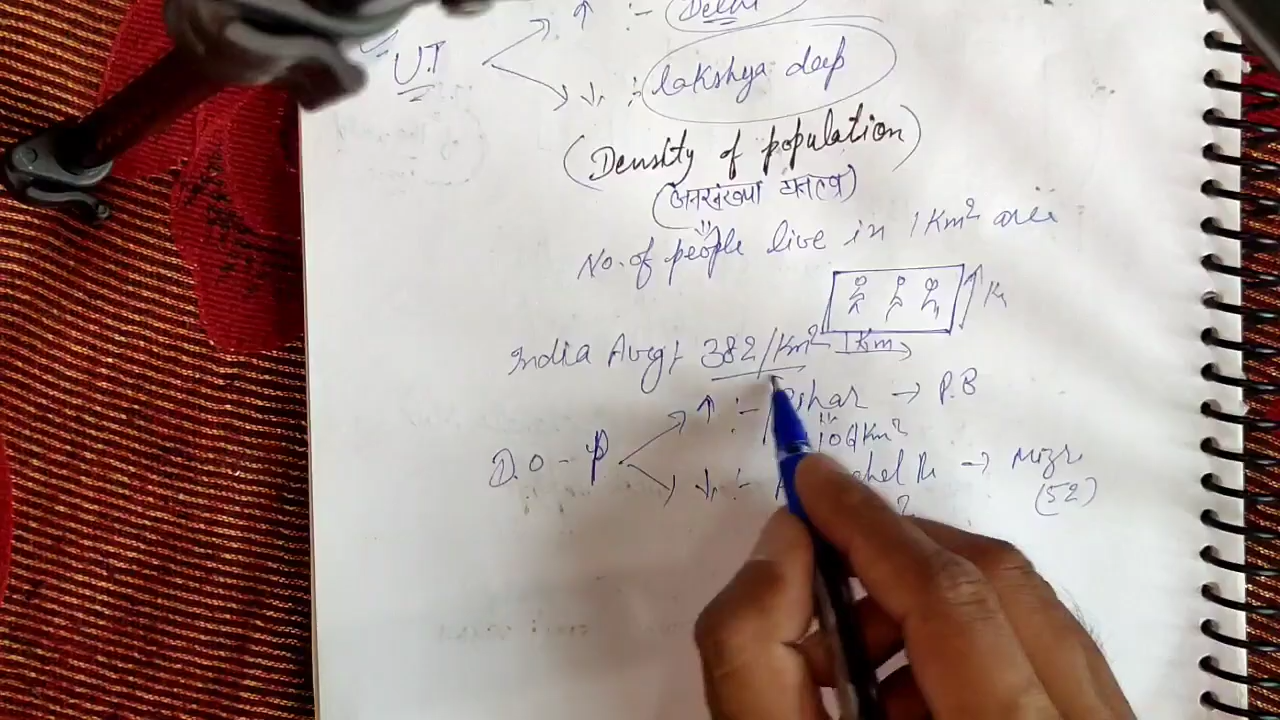 U.T ↑ :- Delhi
↓ :- lakshya deep
(Density of population)
(जनसंख्या घनत्व)
No. of people live in 1 Km² area
India Avg 382/Km² 1 Km
D.O-P ↑ :- Bihar → P.B
↓ :-
(52)